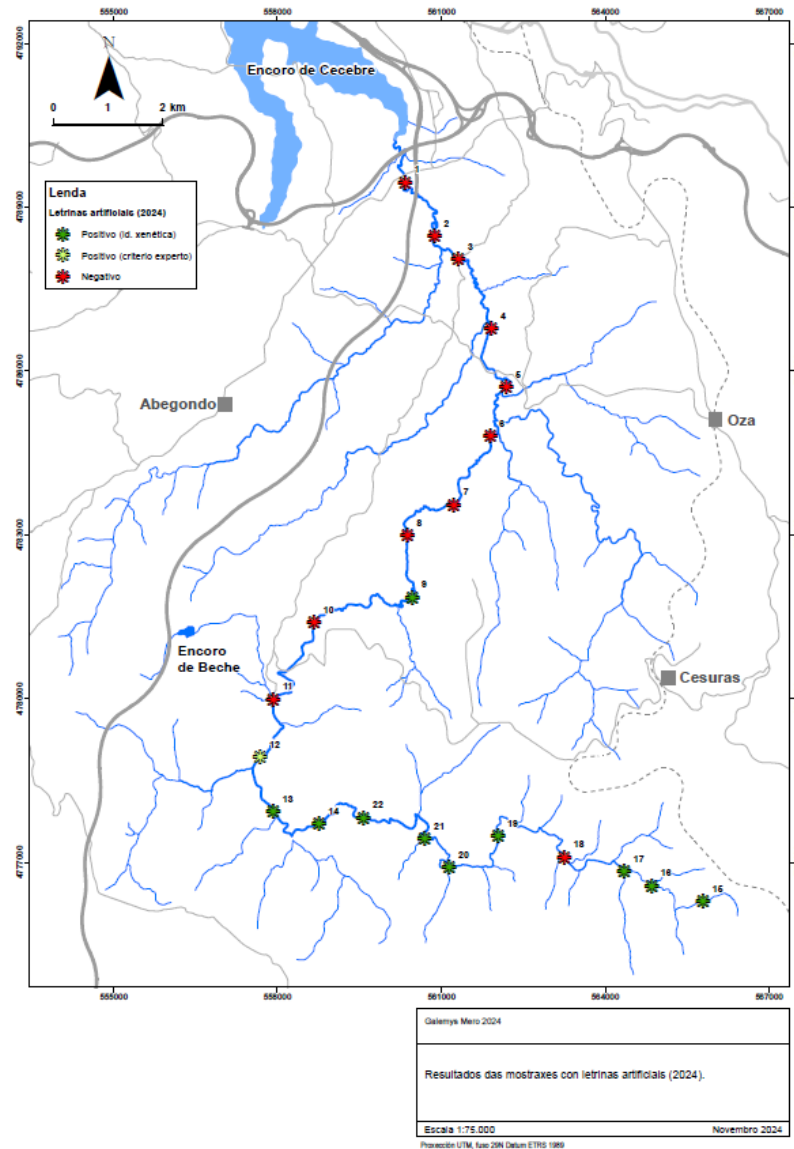 555000
558000
561000
564000
567000
4792000
N
Encoro de Cecebre
0 1 2 km
1
Lenda
Letrinas artificiais (2024)
Positivo (id. xenética)
Positivo (criterio experto)
Negativo
4789000
2
3
4
4786000
5
Abegondo
Oza
6
7
4783000
8
9
10
Encoro
de Beche
Cesuras
11
4780000
12
13
14
22
21
19
20
18
17
16
15
4777000
555000
558000
561000
564000
567000
Galemys Mero 2024
Resultados das mostraxes con letrinas artificiais (2024).
Escala 1:75.000
Novembro 2024
Proxección UTM, fuso 29N Datum ETRS 1989